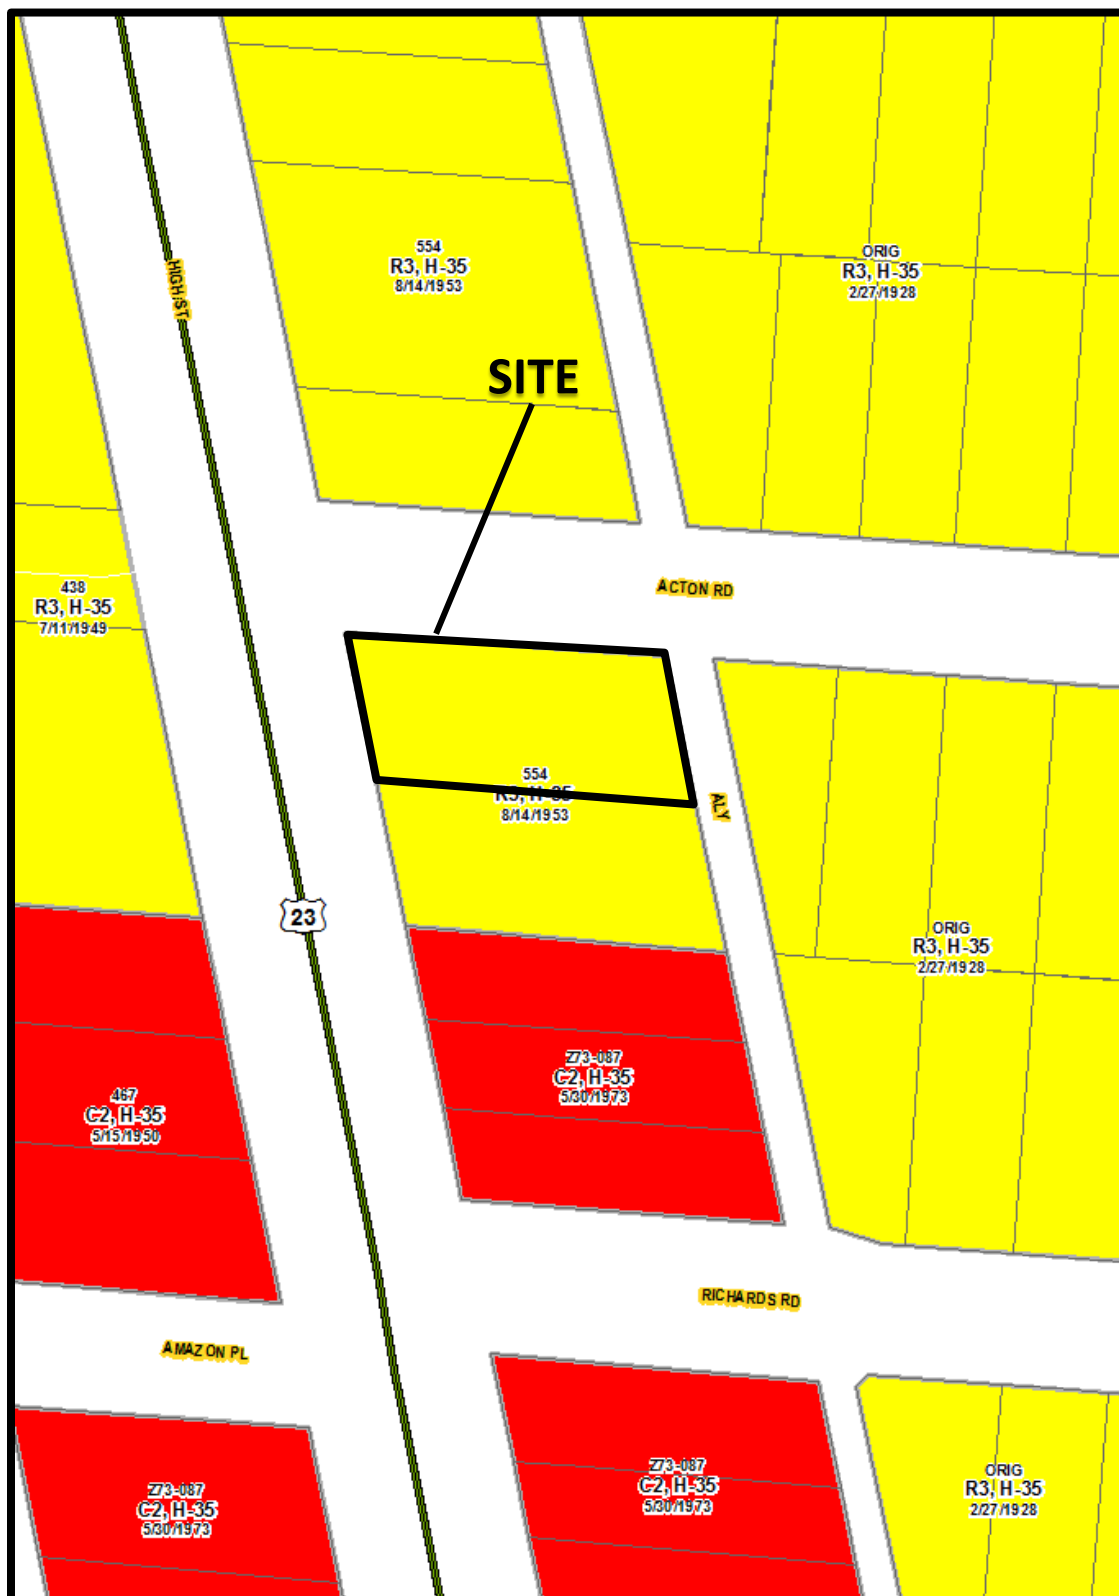 554
R3, H-35
8/14/1953
ORIG
R3, H-35
2/27/1928
HIGH ST
SITE
438
R3, H-35
7/11/1949
ACTON RD
554
R3, H-35
8/14/1953
ALY
23
ORIG
R3, H-35
2/27/1928
Z73-087
C2, H-35
5/30/1973
467
C2, H-35
5/15/1950
RICHARDS RD
AMAZON PL
Z73-087
C2, H-35
5/30/1973
Z73-087
C2, H-35
5/30/1973
ORIG
R3, H-35
2/27/1928